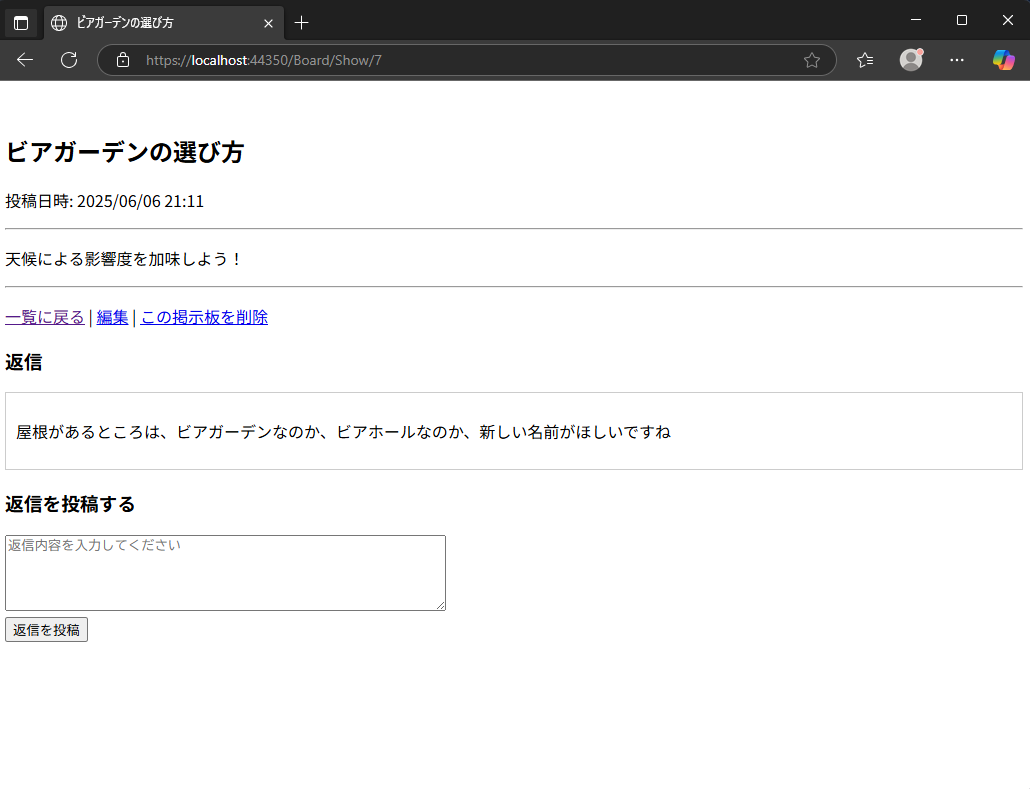 ビアガーデンの選び方
https://localhost:44350/Board/Show/7
ビアガーデンの選び方
投稿日時: 2025/06/06 21:11
天候による影響度を加味しよう！
一覧に戻る | 編集 | この掲示板を削除
返信
屋根があるところは、ビアガーデンなのか、ビアホールなのか、新しい名前がほしいですね
返信を投稿する
返信内容を入力してください
返信を投稿